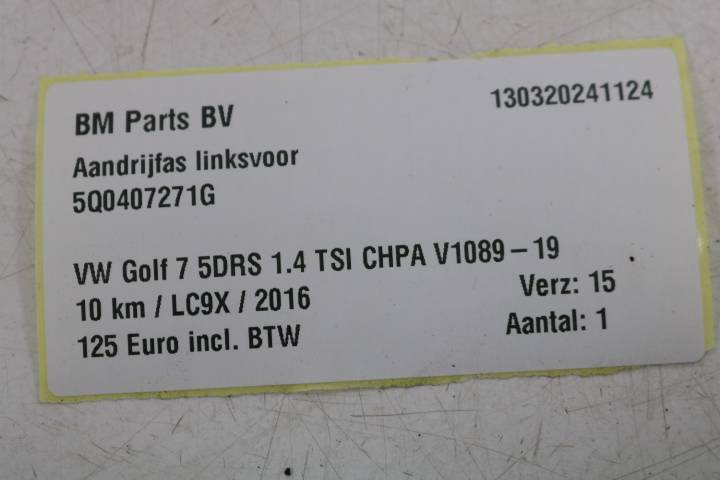 BM Parts BV 130320241124
Aandrijfas linksvoor
5Q0407271G
VW Golf 7 5DRS 1.4 TSI CHPA V1089 – 19
10 km / LC9X / 2016 Verz: 15
125 Euro incl. BTW Aantal: 1